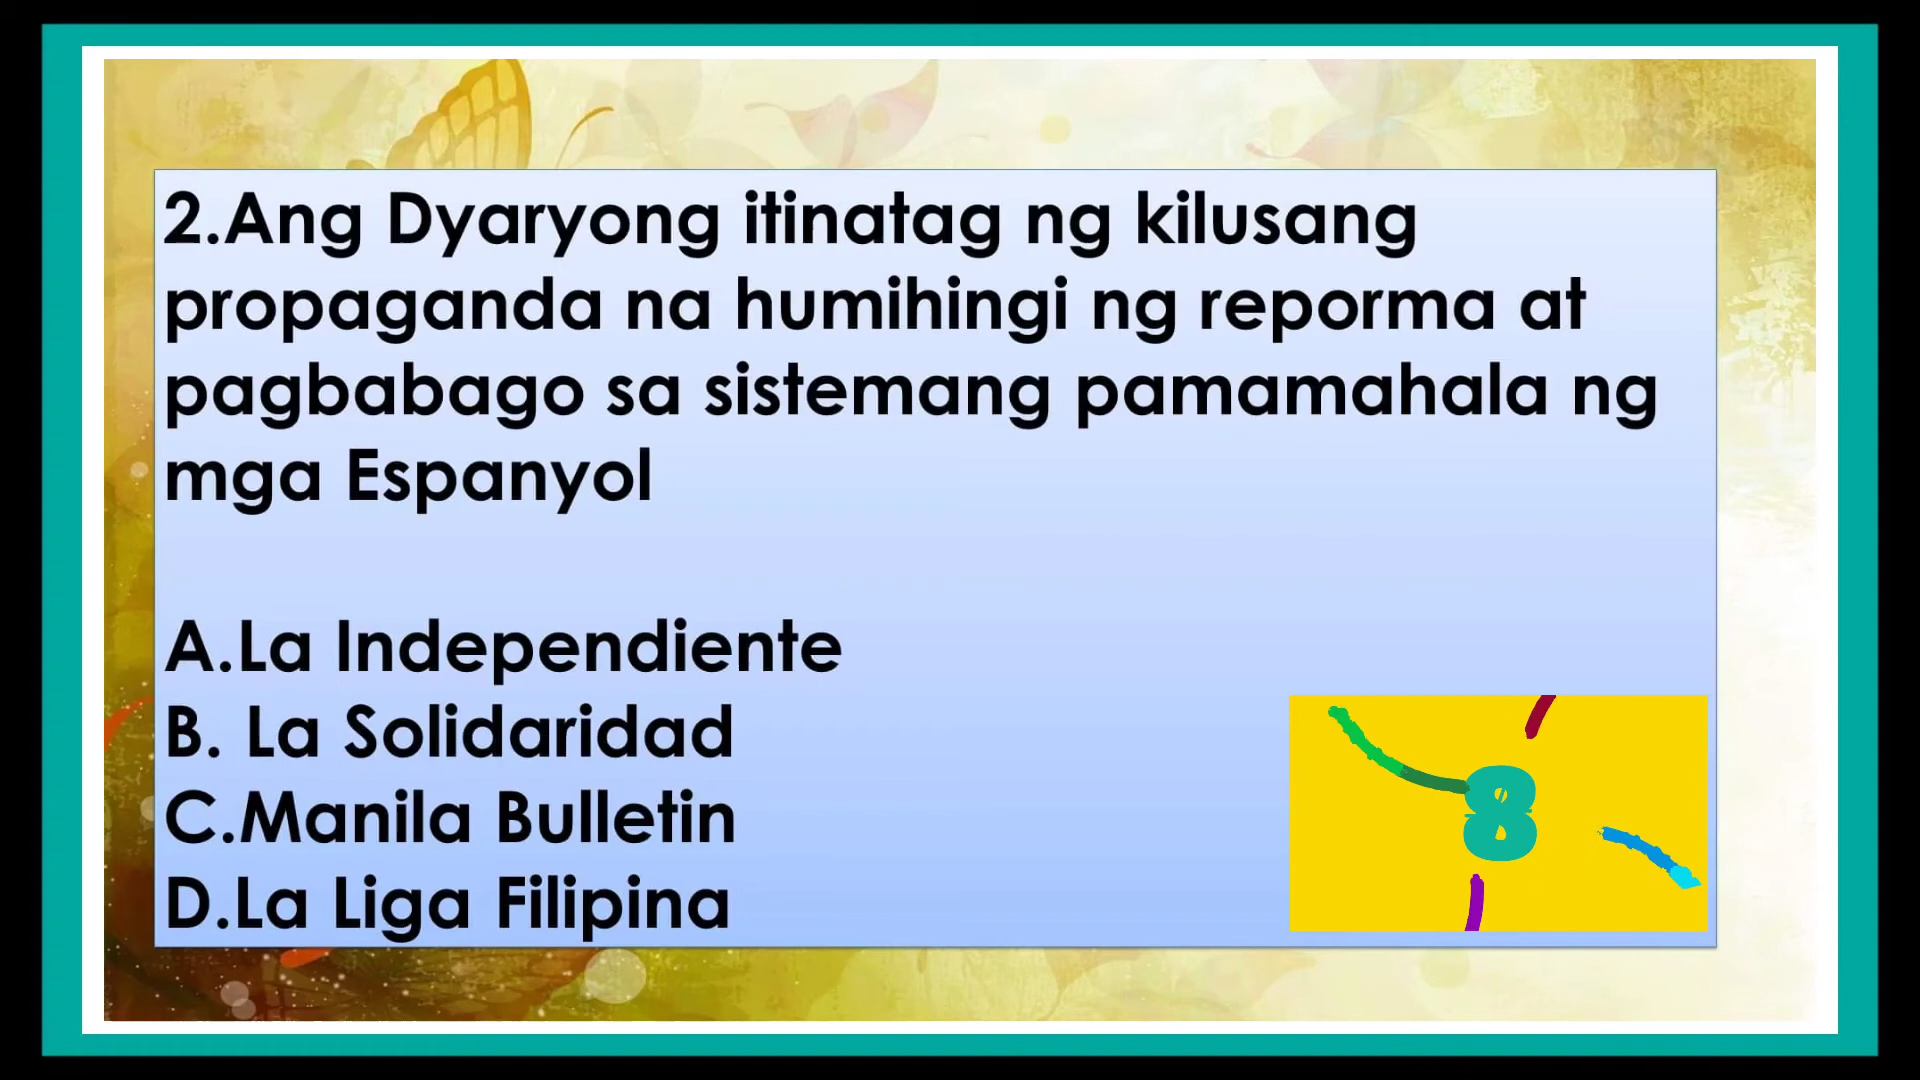 2.Ang Dyaryong itinatag ng kilusang
propaganda na humihingi ng reporma at
pagbabago sa sistemang pamamahala ng
mga Espanyol
A.La Independiente
B. La Solidaridad
C.Manila Bulletin
D.La Liga Filipina
8